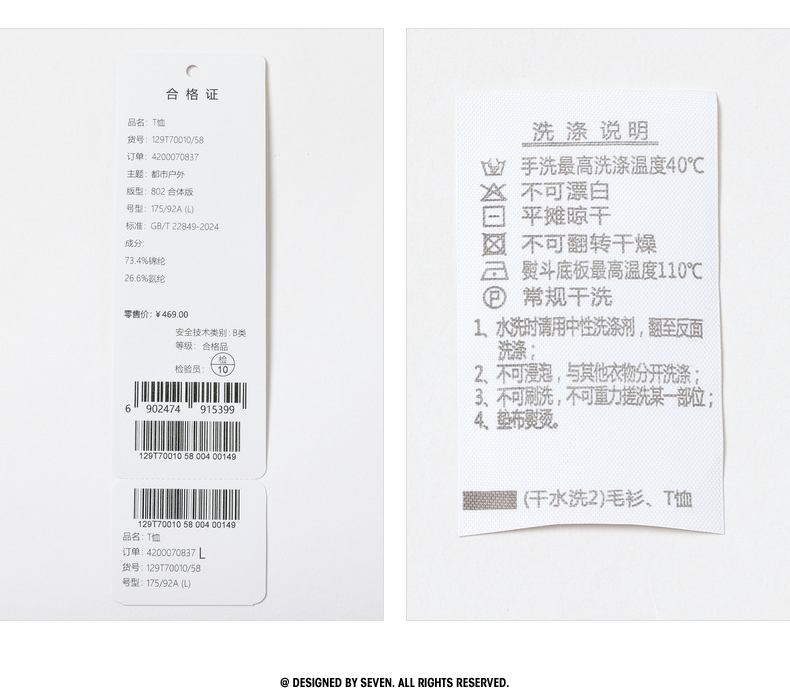 合格证
品名: T恤
货号: 129T70010/58
订单: 4200070837
主题: 都市户外
版型: 802 合体版
号型: 175/92A (L)
标准: GB/T 22849-2024
成分:
73.4%锦纶
26.6%氨纶
零售价: ¥469.00
安全技术类别: B类
等级: 合格品
检验员: 检 10
6 902474 915399
129T70010 58 004 00149
129T70010 58 004 00149
品名: T恤
订单: 4200070837 L
货号: 129T70010/58
号型: 175/92A (L)
洗涤说明
手洗最高洗涤温度40℃
不可漂白
平摊晾干
不可翻转干燥
熨斗底板最高温度110℃
P 常规干洗
1、水洗时请用中性洗涤剂，翻至反面
洗涤；
2、不可浸泡，与其他衣物分开洗涤；
3、不可刷洗，不可重力搓洗某一部位；
4、垫布熨烫。
(干水洗2)毛衫、T恤
@ DESIGNED BY SEVEN. ALL RIGHTS RESERVED.